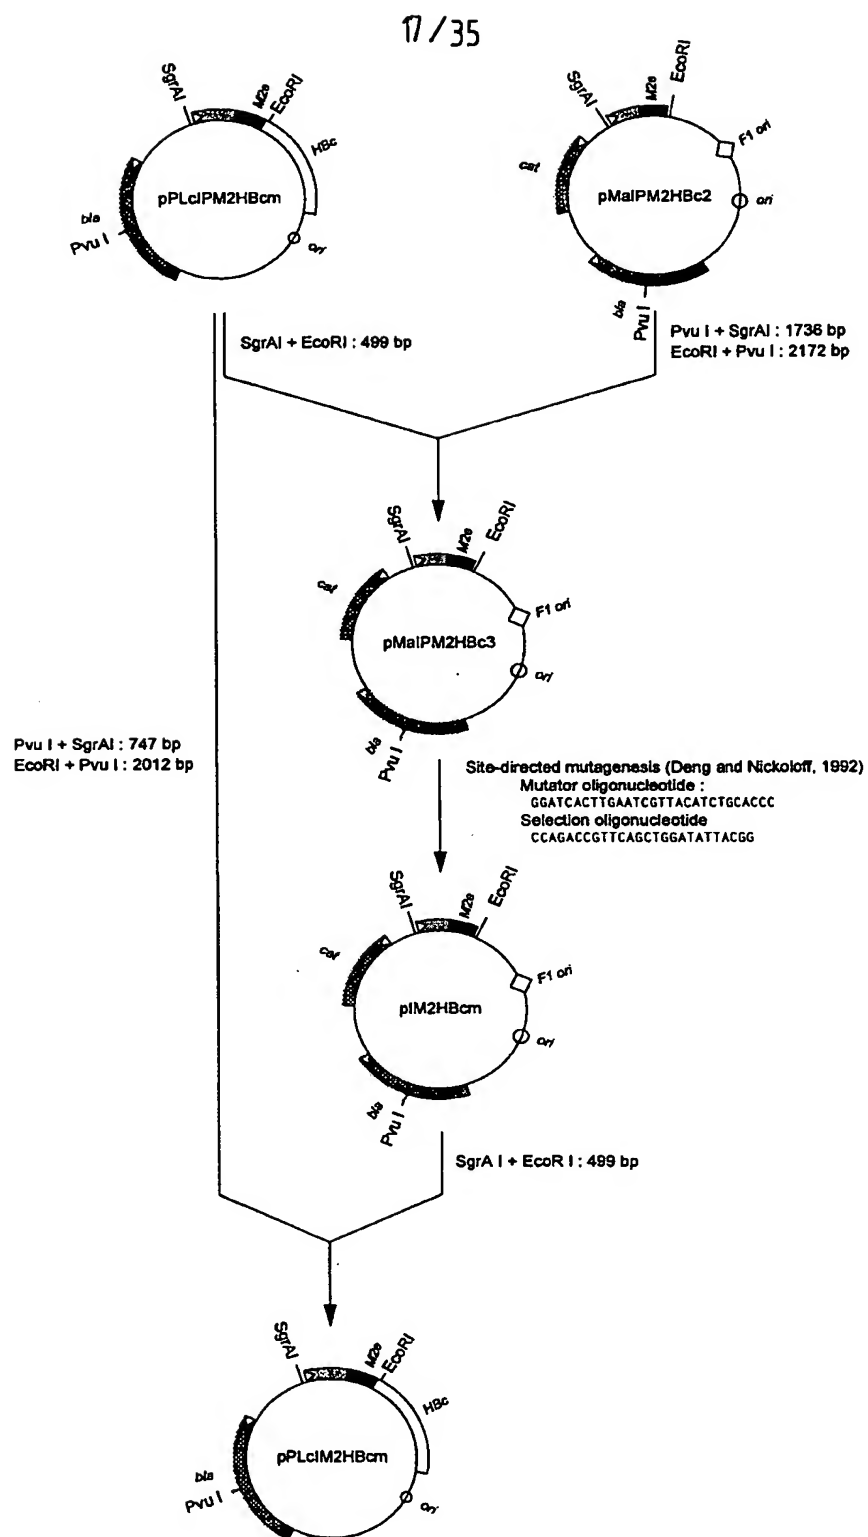 17/35
SgrAI
M2e
EcoRI
HBc
bla
Pvu I
ori
pPLcIPM2HBcm
SgrAI
M2e
EcoRI
F1 ori
cat
ori
pMalPM2HBc2
bla
Pvu I
SgrAI + EcoRI : 499 bp
Pvu I + SgrAI : 1736 bp
EcoRI + Pvu I : 2172 bp
SgrAI
M2e
EcoRI
cat
F1 ori
pMalPM2HBc3
ori
bla
Pvu I
Pvu I + SgrAI : 747 bp
EcoRI + Pvu I : 2012 bp
Site-directed mutagenesis (Deng and Nickoloff, 1992)
Mutator oligonucleotide :
GGATCACTTGAATCGTTACATCTGCACCC
Selection oligonucleotide
CCAGACCGTTCAGCTGGATATTACGG
SgrAI
M2e
EcoRI
cat
F1 ori
pIM2HBcm
ori
bla
Pvu I
SgrA I + EcoR I : 499 bp
SgrAI
M2e
EcoRI
HBc
pPLcIM2HBcm
bla
Pvu I
ori